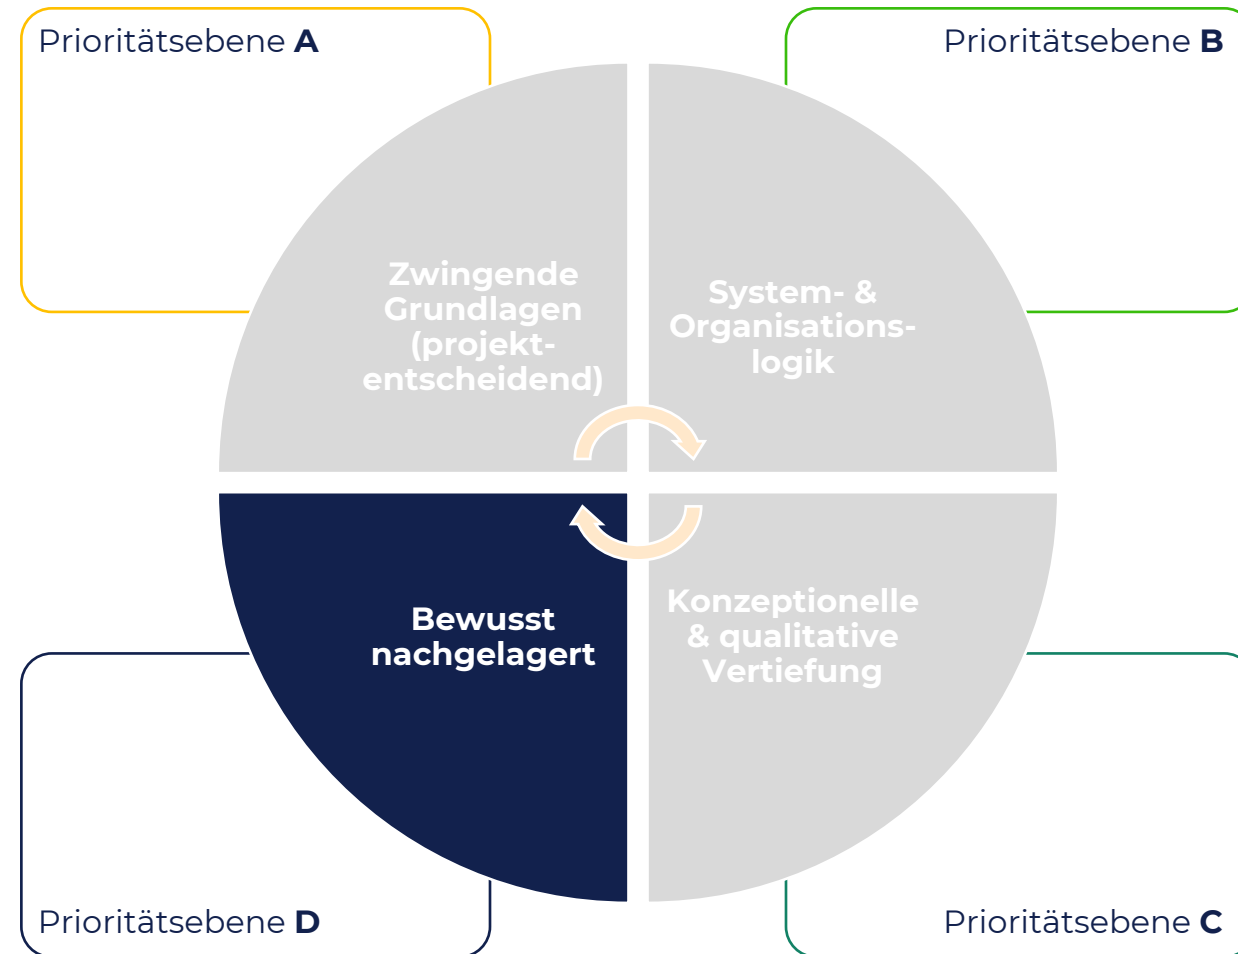 Prioritätsebene A
Prioritätsebene B
Zwingende
Grundlagen
(projekt-
entscheidend)
System- &
Organisations-
logik
Bewusst
nachgelagert
Konzeptionelle
& qualitative
Vertiefung
Prioritätsebene D
Prioritätsebene C